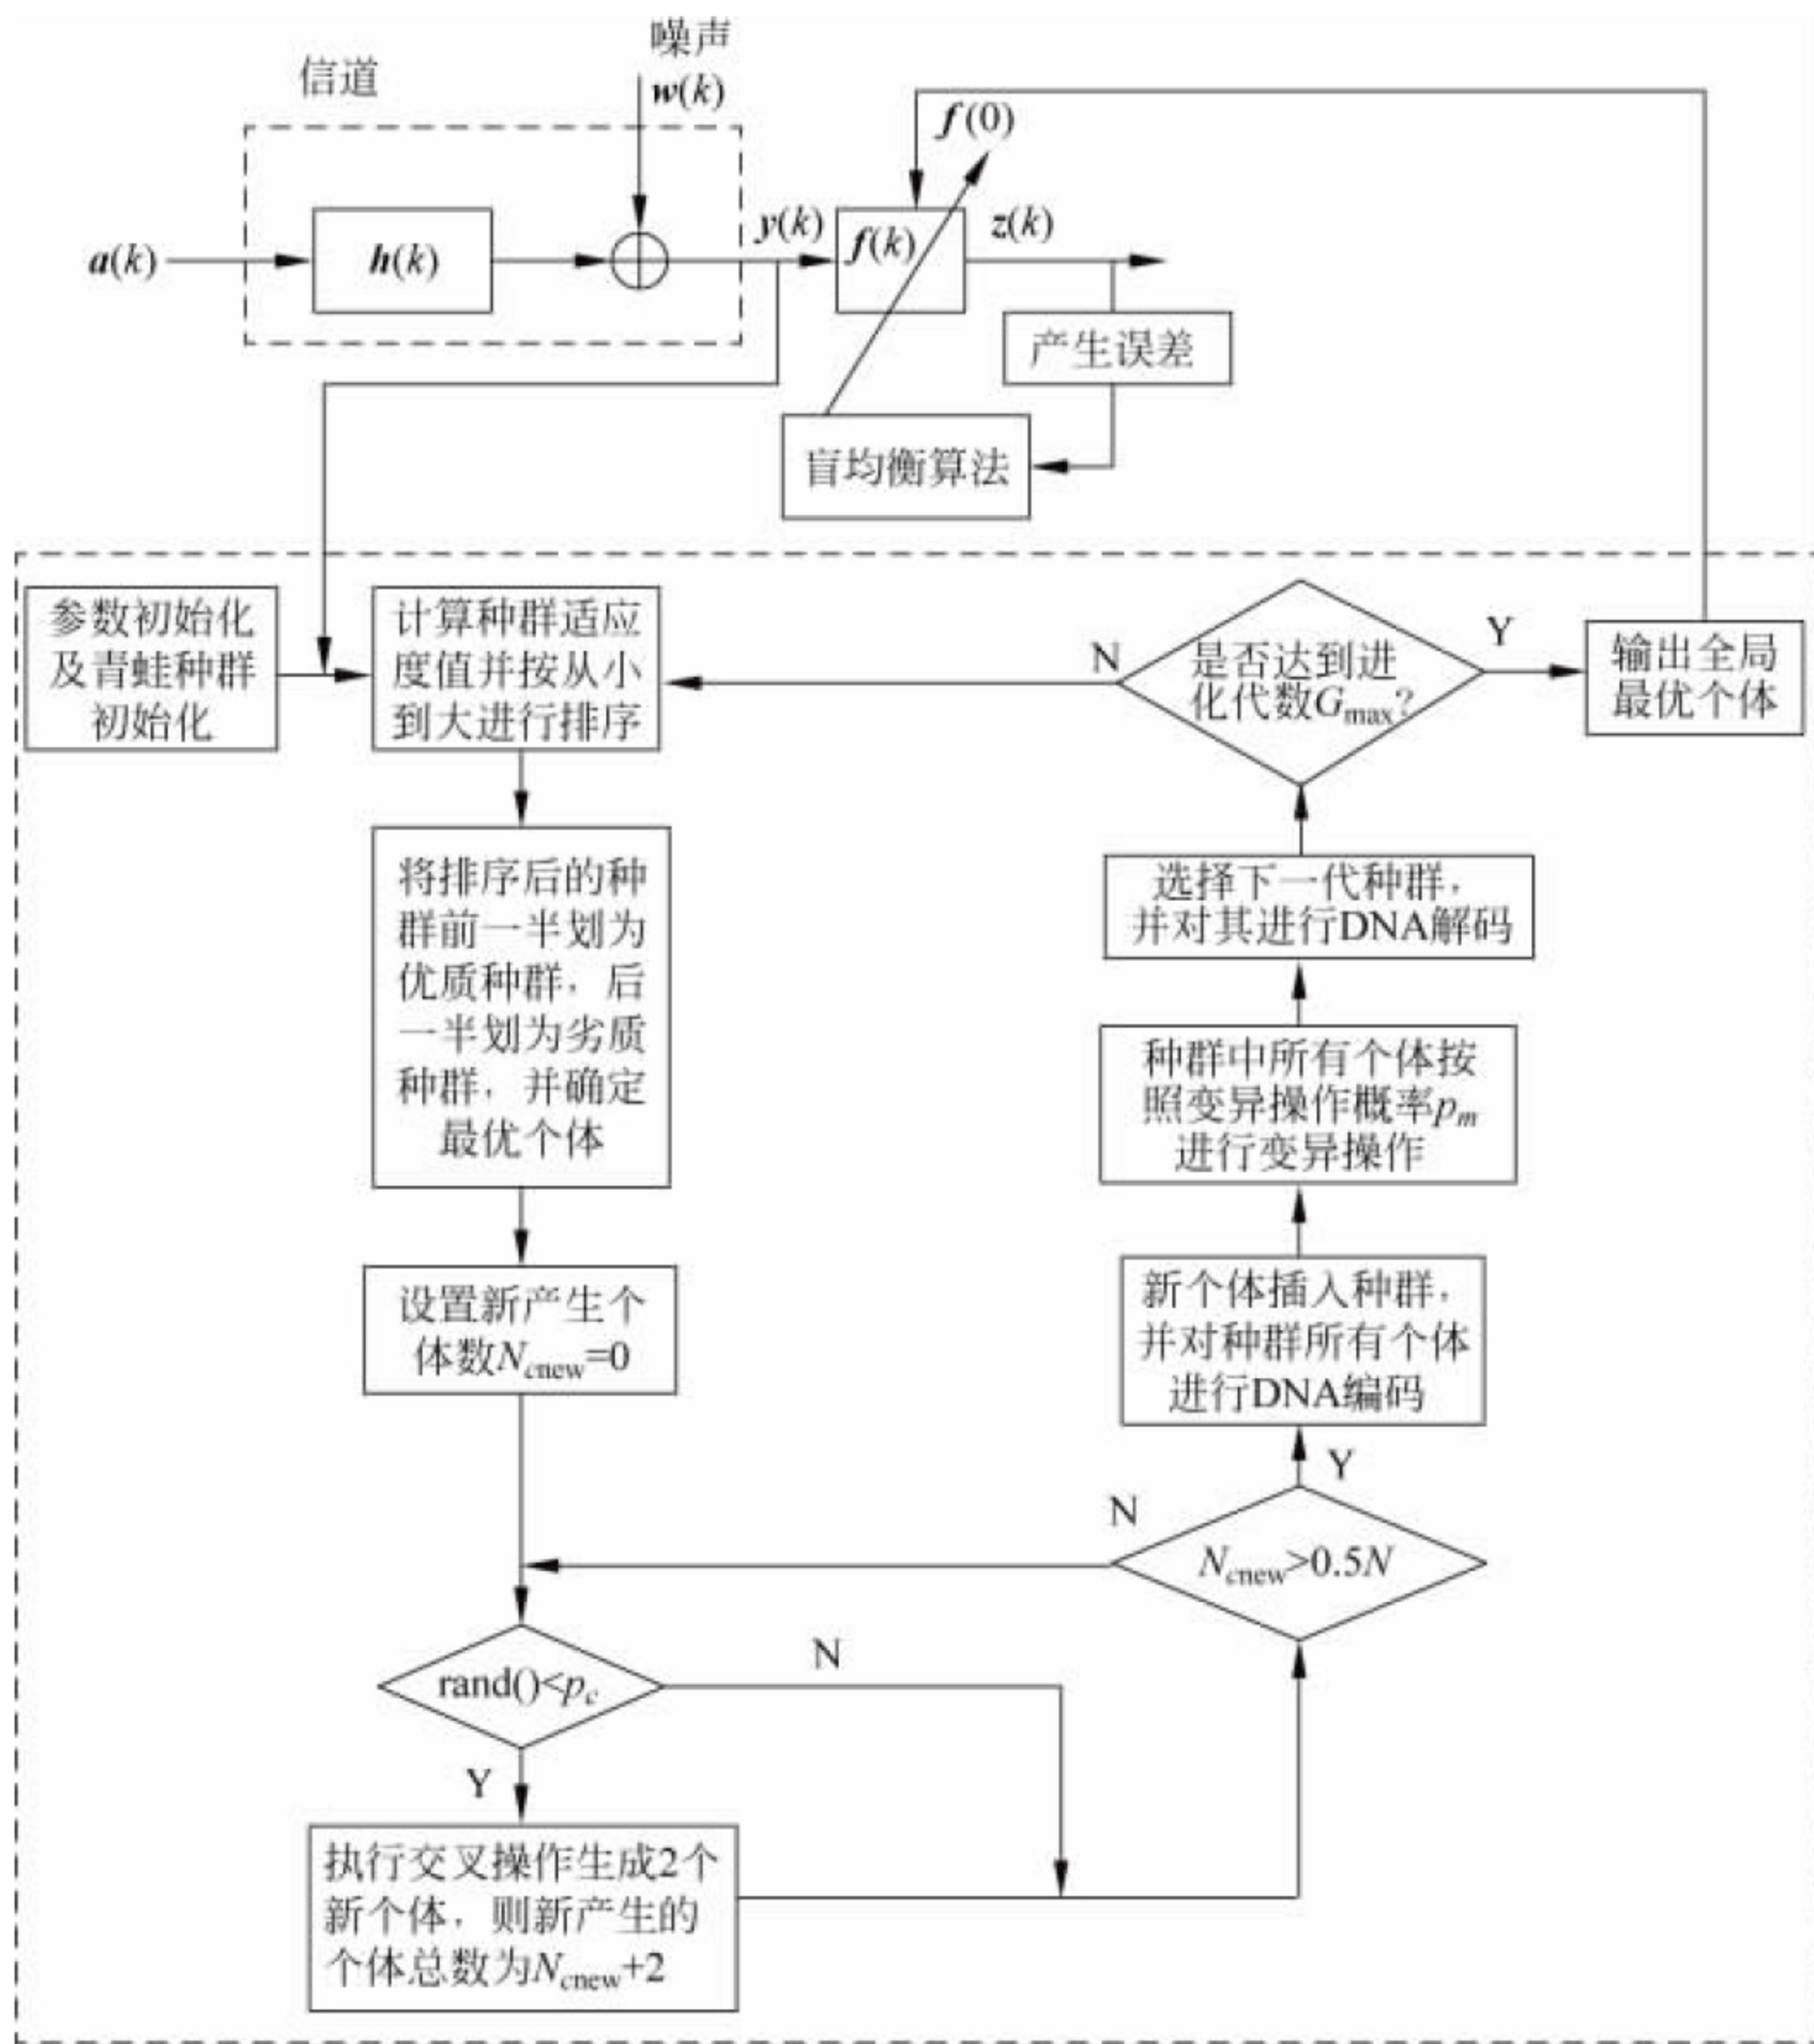 噪声
信道
w(k)
f(0)
a(k)
h(k)
y(k)
f(k)
z(k)
产生误差
盲均衡算法
参数初始化
及青蛙种群
初始化
计算种群适应
度值并按从小
到大进行排序
N
是否达到进
化代数Gmax?
Y
输出全局
最优个体
将排序后的种
群前一半划为
优质种群，后
一半划为劣质
种群，并确定
最优个体
选择下一代种群，
并对其进行DNA解码
种群中所有个体按
照变异操作概率pm
进行变异操作
设置新产生个
体数Ncnew=0
新个体插入种群，
并对种群所有个体
进行DNA编码
Y
N
Ncnew>0.5N
rand()<pc
N
Y
执行交叉操作生成2个
新个体，则新产生的
个体总数为Ncnew+2